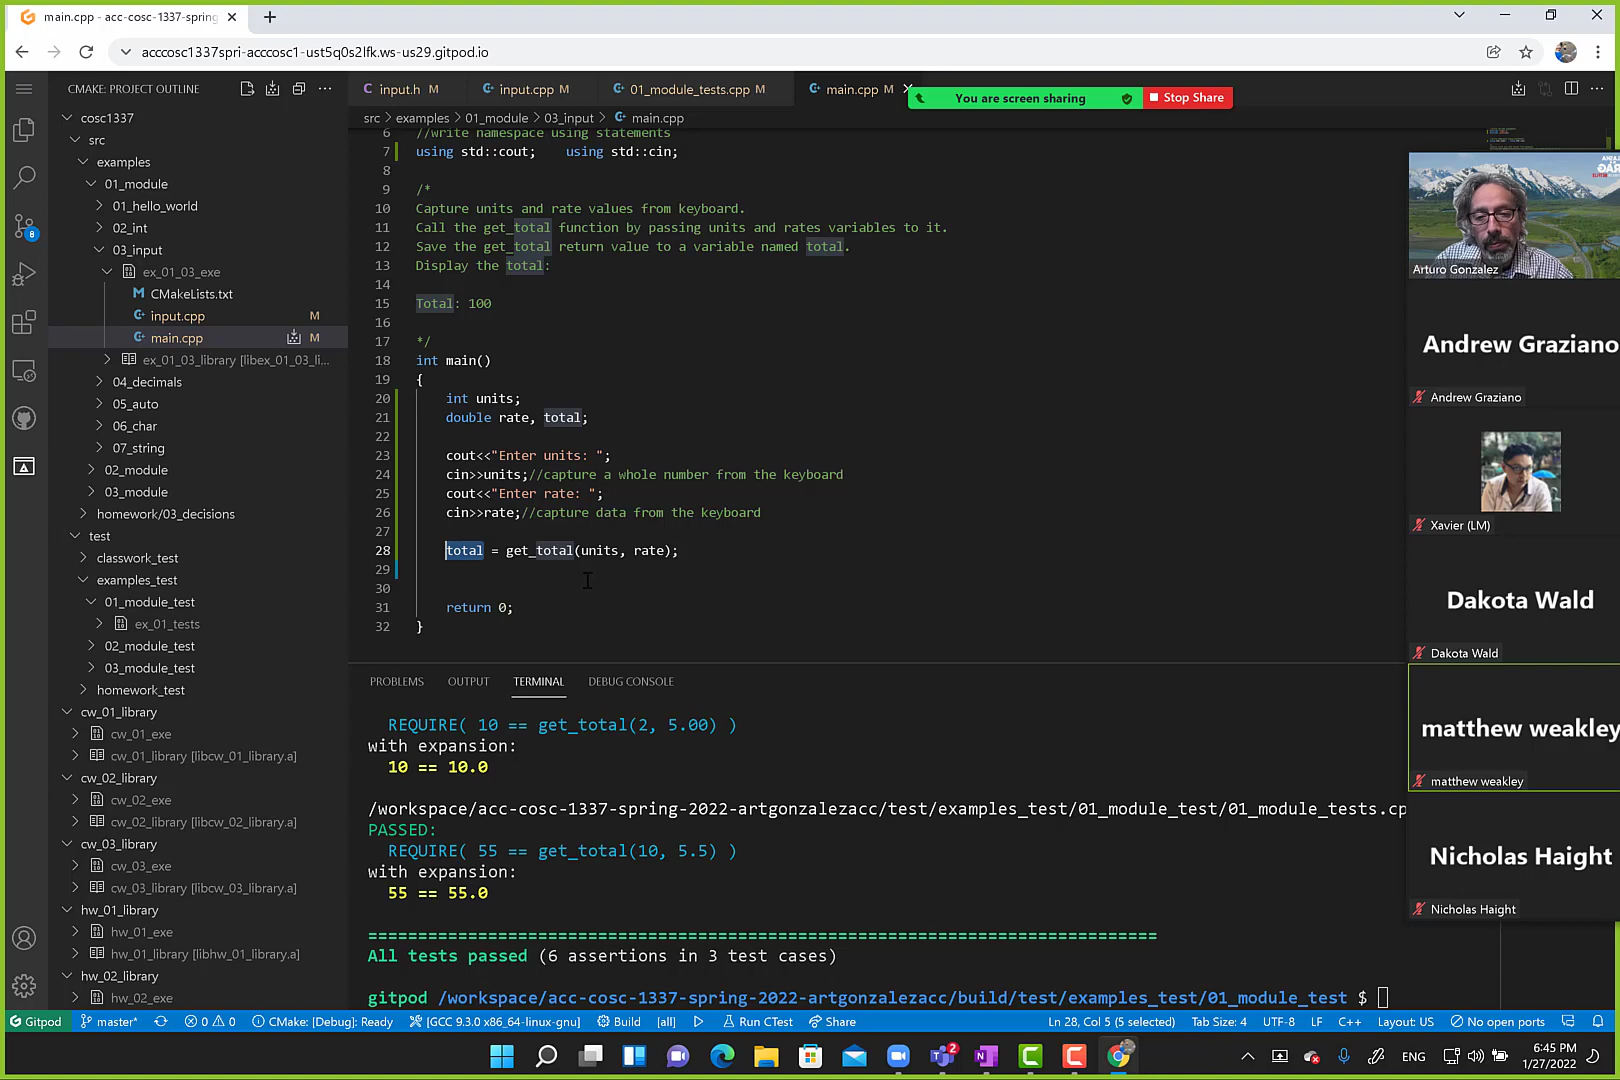 main.cpp - acc-cosc-1337-spring
acccosc1337spri-acccosc1-ust5q0s2lfk.ws-us29.gitpod.io
CMAKE: PROJECT OUTLINE
input.h M
input.cpp M
01_module_tests.cpp M
main.cpp M
You are screen sharing
Stop Share
src > examples > 01_module > 03_input > main.cpp
cosc1337
src
examples
01_module
01_hello_world
02_int
03_input
ex_01_03_exe
CMakeLists.txt
input.cpp M
main.cpp M
ex_01_03_library [libex_01_03_li...
04_decimals
05_auto
06_char
07_string
02_module
03_module
homework/03_decisions
test
classwork_test
examples_test
01_module_test
ex_01_tests
02_module_test
03_module_test
homework_test
cw_01_library
cw_01_exe
cw_01_library [libcw_01_library.a]
cw_02_library
cw_02_exe
cw_02_library [libcw_02_library.a]
cw_03_library
cw_03_exe
cw_03_library [libcw_03_library.a]
hw_01_library
hw_01_exe
hw_01_library [libhw_01_library.a]
hw_02_library
hw_02_exe
8
6 //write namespace using statements
7 using std::cout; using std::cin;
8
9 /*
10 Capture units and rate values from keyboard.
11 Call the get_total function by passing units and rates variables to it.
12 Save the get_total return value to a variable named total.
13 Display the total:
14
15 Total: 100
16
17 */
18 int main()
19 {
20 int units;
21 double rate, total;
22
23 cout<<"Enter units: ";
24 cin>>units;//capture a whole number from the keyboard
25 cout<<"Enter rate: ";
26 cin>>rate;//capture data from the keyboard
27
28 total = get_total(units, rate);
29
30
31 return 0;
32 }
PROBLEMS OUTPUT TERMINAL DEBUG CONSOLE
REQUIRE( 10 == get_total(2, 5.00) )
with expansion:
10 == 10.0
/workspace/acc-cosc-1337-spring-2022-artgonzalezacc/test/examples_test/01_module_test/01_module_tests.cp
PASSED:
REQUIRE( 55 == get_total(10, 5.5) )
with expansion:
55 == 55.0
===============================================================================
All tests passed (6 assertions in 3 test cases)
gitpod /workspace/acc-cosc-1337-spring-2022-artgonzalezacc/build/test/examples_test/01_module_test $
Arturo Gonzalez
Andrew Graziano
Andrew Graziano
Xavier (LM)
Dakota Wald
Dakota Wald
matthew weakley
matthew weakley
Nicholas Haight
Nicholas Haight
Gitpod master* 0 0 CMake: [Debug]: Ready [GCC 9.3.0 x86_64-linux-gnu] Build [all] Run CTest Share Ln 28, Col 5 (5 selected) Tab Size: 4 UTF-8 LF C++ Layout: US No open ports
2
ENG
6:45 PM
1/27/2022